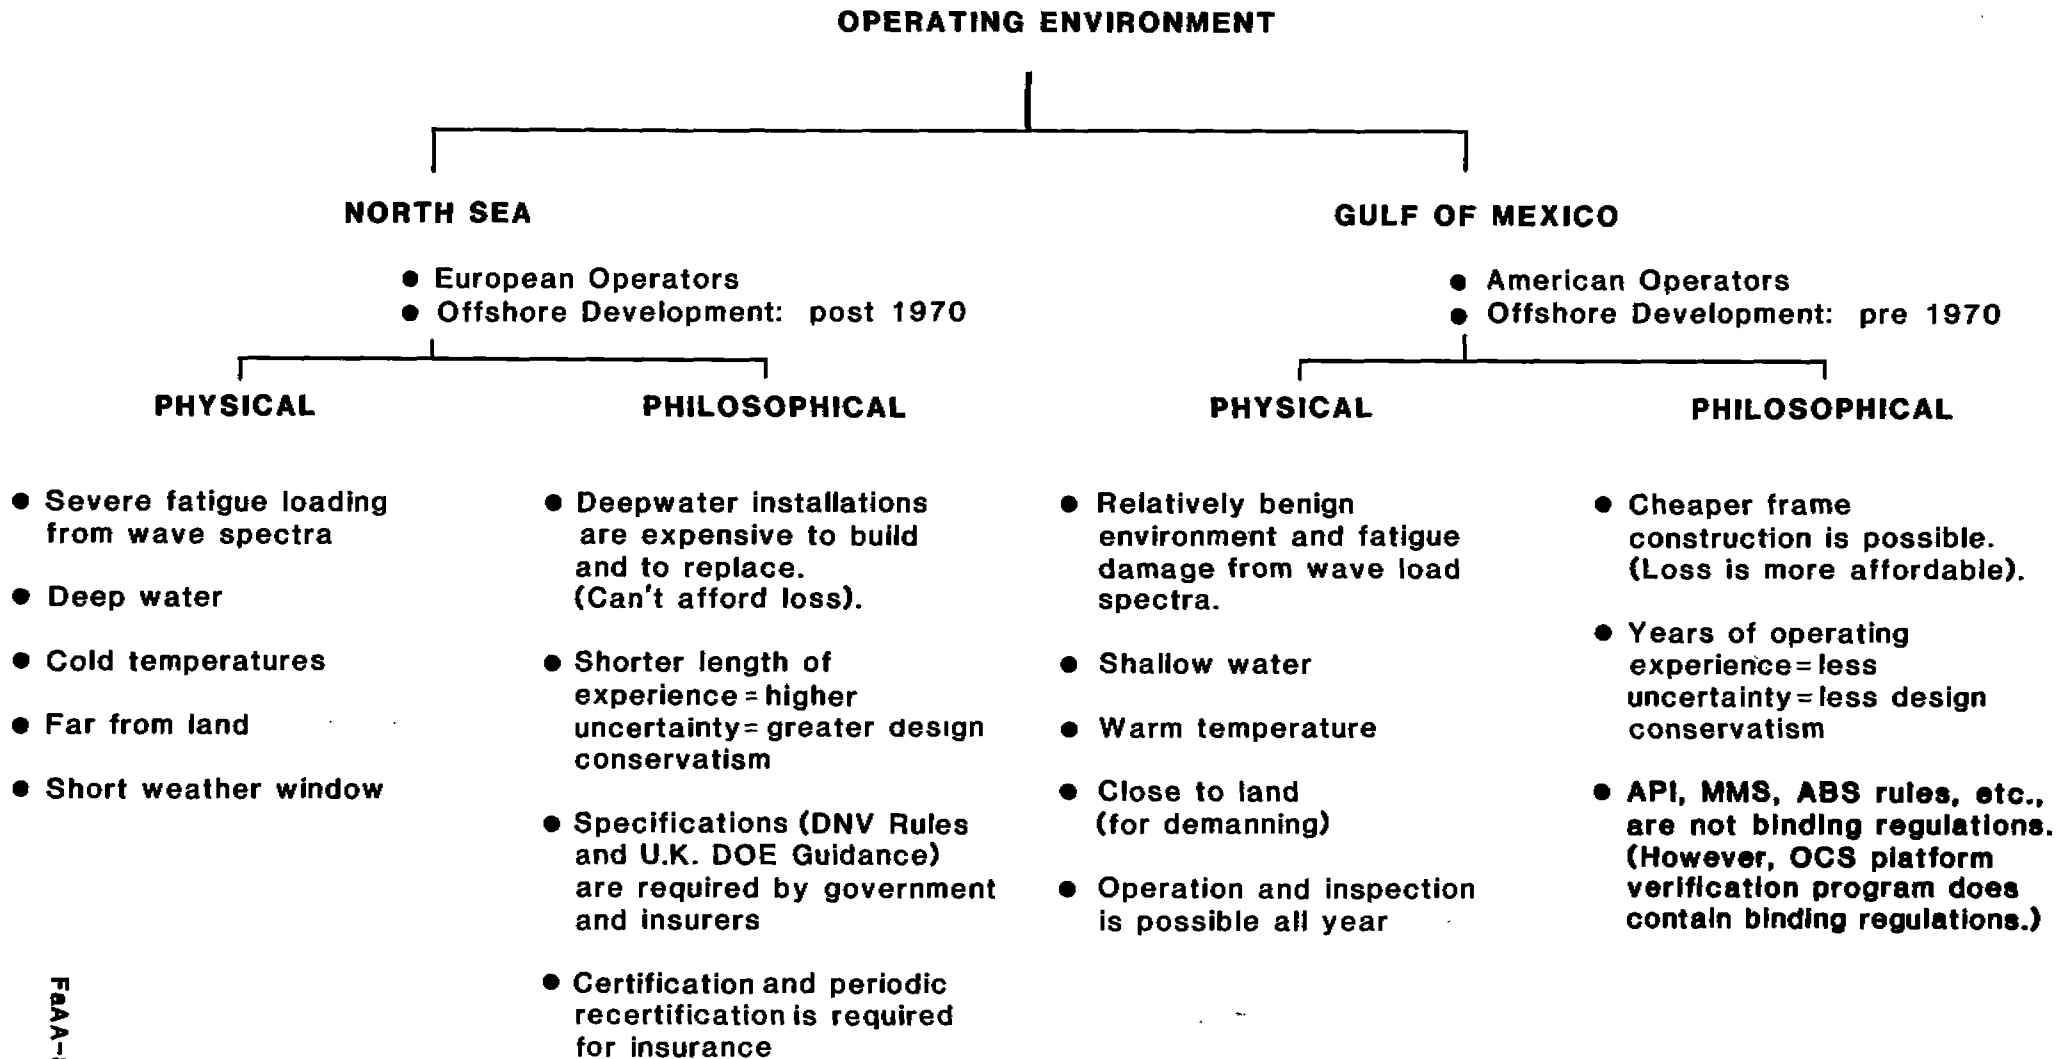 OPERATING ENVIRONMENT
NORTH SEA
● European Operators
● Offshore Development: post 1970
PHYSICAL
● Severe fatigue loading
from wave spectra
● Deep water
● Cold temperatures
● Far from land
● Short weather window
PHILOSOPHICAL
● Deepwater installations
are expensive to build
and to replace.
(Can't afford loss).
● Shorter length of
experience = higher
uncertainty= greater design
conservatism
● Specifications (DNV Rules
and U.K. DOE Guidance)
are required by government
and insurers
● Certification and periodic
recertification is required
for insurance
GULF OF MEXICO
● American Operators
● Offshore Development: pre 1970
PHYSICAL
● Relatively benign
environment and fatigue
damage from wave load
spectra.
● Shallow water
● Warm temperature
● Close to land
(for demanning)
● Operation and inspection
is possible all year
PHILOSOPHICAL
● Cheaper frame
construction is possible.
(Loss is more affordable).
● Years of operating
experience= less
uncertainty= less design
conservatism
● API, MMS, ABS rules, etc.,
are not binding regulations.
(However, OCS platform
verification program does
contain binding regulations.)
FaAA-